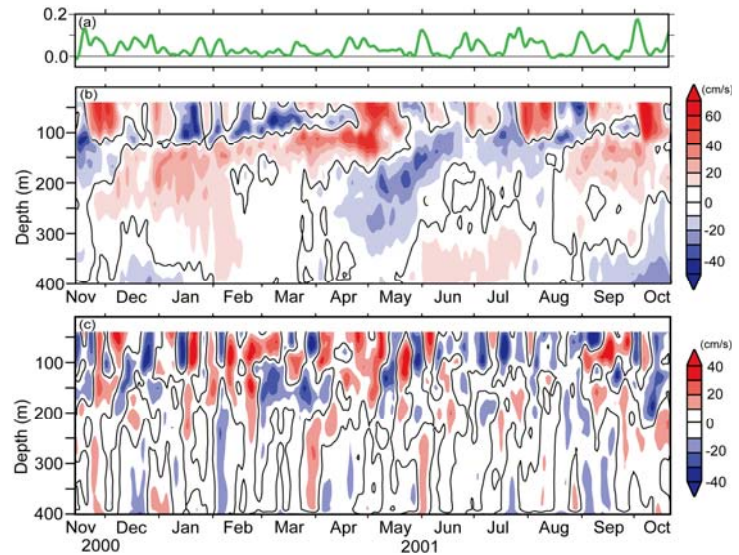 (a)
0.2
0.0
(b)
(cm/s)
100
200
300
400
Depth (m)
60
40
20
0
-20
-40
Nov Dec Jan Feb Mar Apr May Jun Jul Aug Sep Oct
(c)
(cm/s)
100
200
300
400
Depth (m)
40
20
0
-20
-40
Nov Dec Jan Feb Mar Apr May Jun Jul Aug Sep Oct
2000 2001